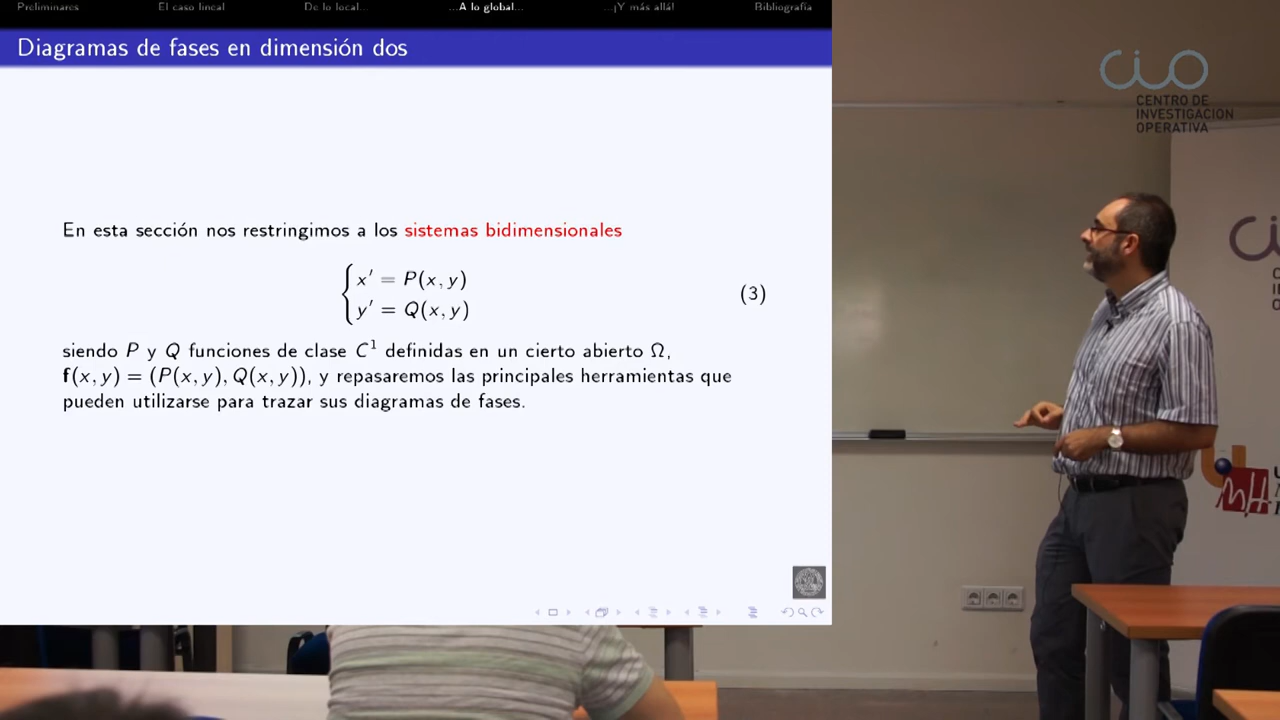 Preliminares El caso lineal De lo local... ...A lo global... ...¡Y más allá! Bibliografía
Diagramas de fases en dimensión dos
En esta sección nos restringimos a los sistemas bidimensionales
x′ = P(x, y)
y′ = Q(x, y)
(3)
siendo P y Q funciones de clase C¹ definidas en un cierto abierto Ω,
f(x, y) = (P(x, y), Q(x, y)), y repasaremos las principales herramientas que
pueden utilizarse para trazar sus diagramas de fases.
CIO
CENTRO DE
INVESTIGACION
OPERATIVA